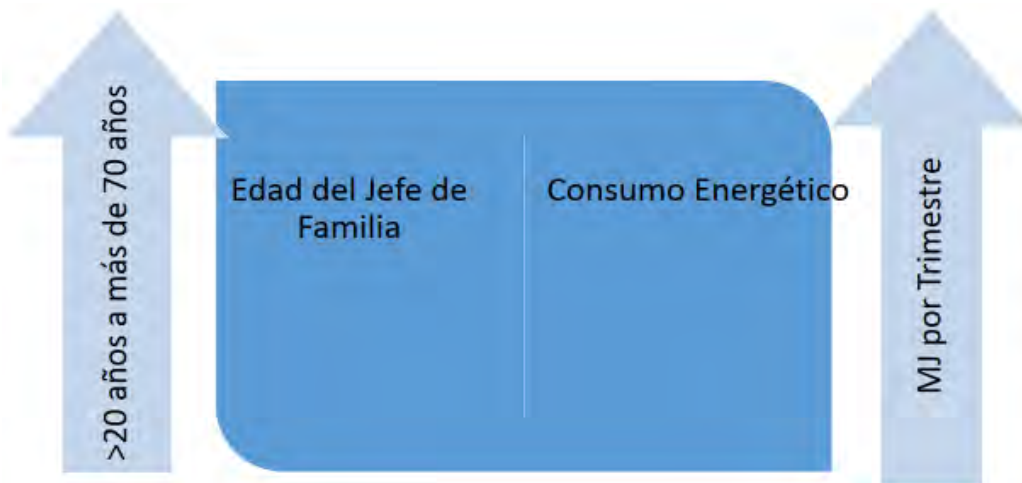 >20 años a más de 70 años
Edad del Jefe de
Familia
Consumo Energético
MJ por Trimestre